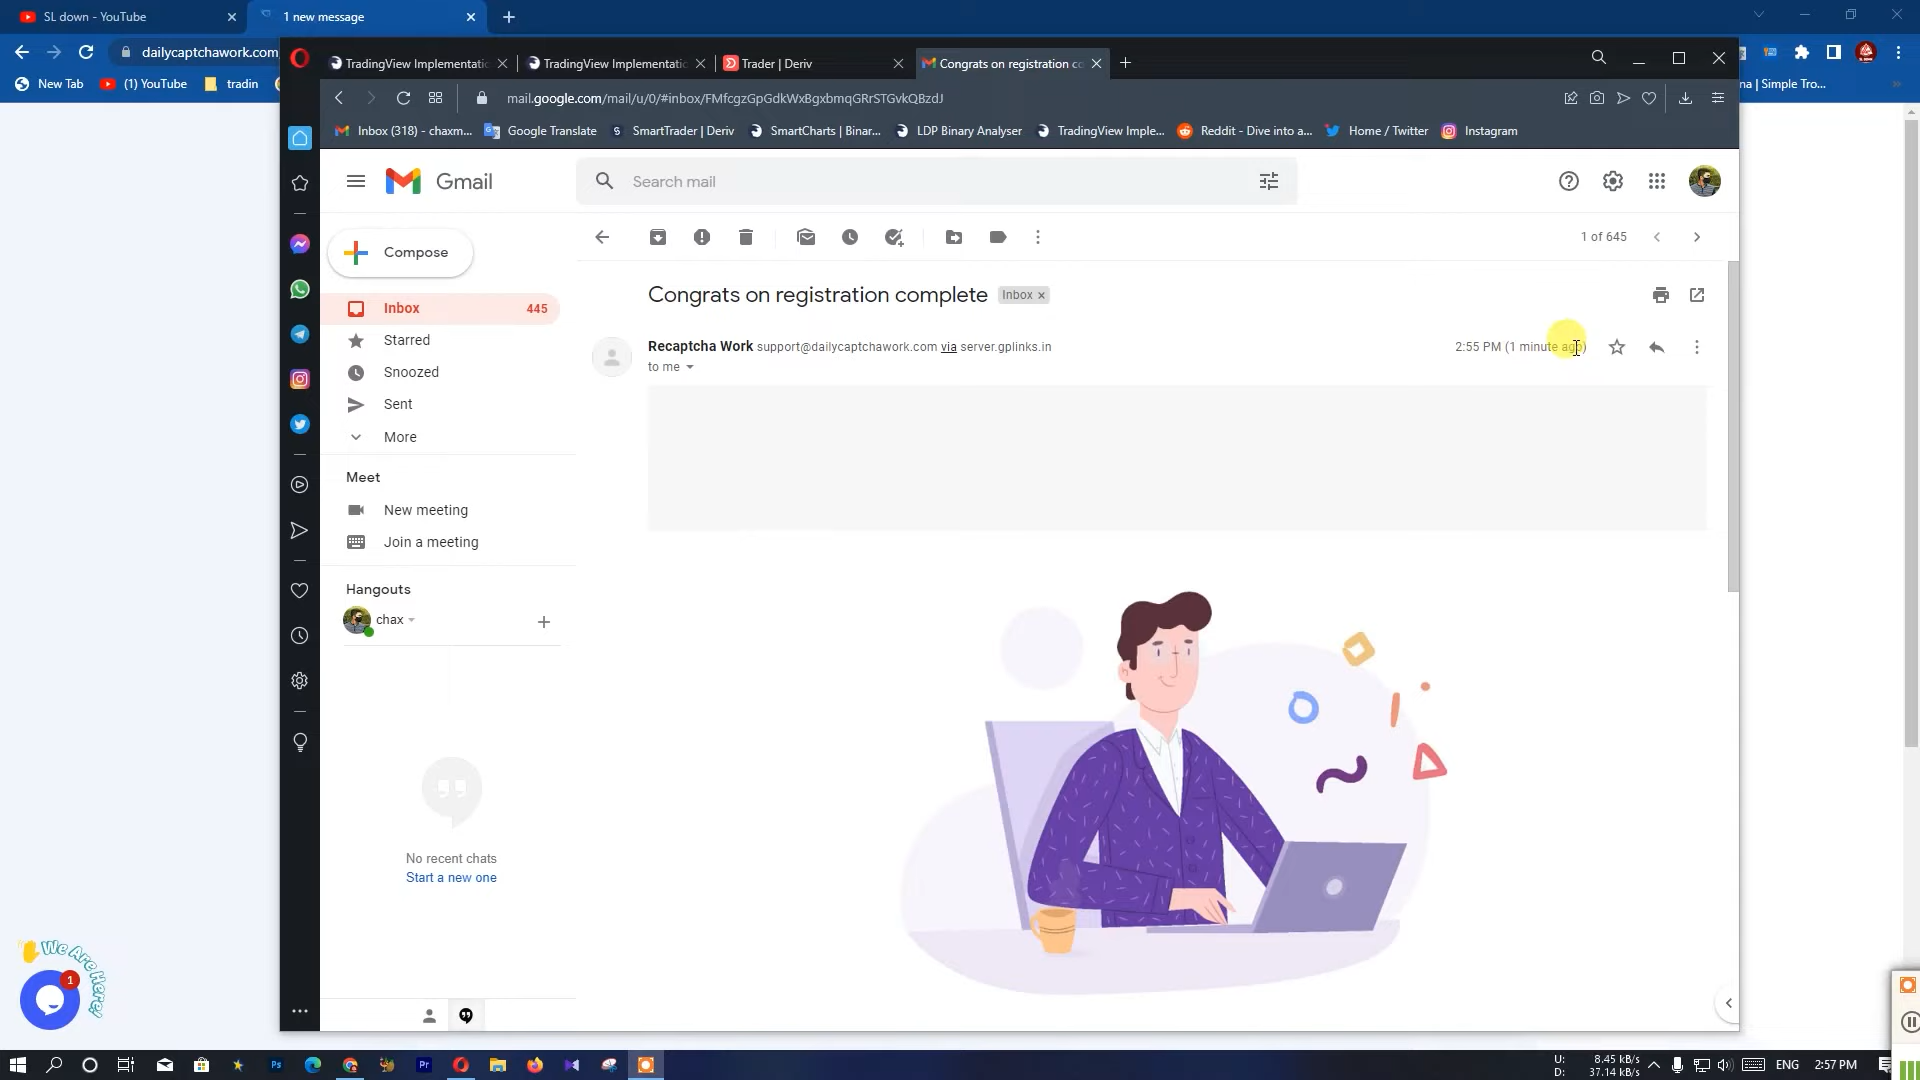 SL down - YouTube
1 new message
dailycaptchawork.com
New Tab
(1) YouTube
tradin
na | Simple Tro...
TradingView Implementatio
TradingView Implementatio
Trader | Deriv
Congrats on registration co
mail.google.com/mail/u/0/#inbox/FMfcgzGpGdkWxBgxbmqGRrSTGvkQBzdJ
Inbox (318) - chaxm...
Google Translate
SmartTrader | Deriv
SmartCharts | Binar...
LDP Binary Analyser
TradingView Imple...
Reddit - Dive into a...
Home / Twitter
Instagram
Gmail
Search mail
Compose
1 of 645
Inbox 445
Starred
Snoozed
Sent
More
Meet
New meeting
Join a meeting
Hangouts
chax
No recent chats
Start a new one
Congrats on registration complete
Inbox x
Recaptcha Work support@dailycaptchawork.com via server.gplinks.in
2:55 PM (1 minute ago)
to me
We Are Here!
1
Ps
Pr
U: 8.45 kB/s
D: 37.14 kB/s
ENG
2:57 PM